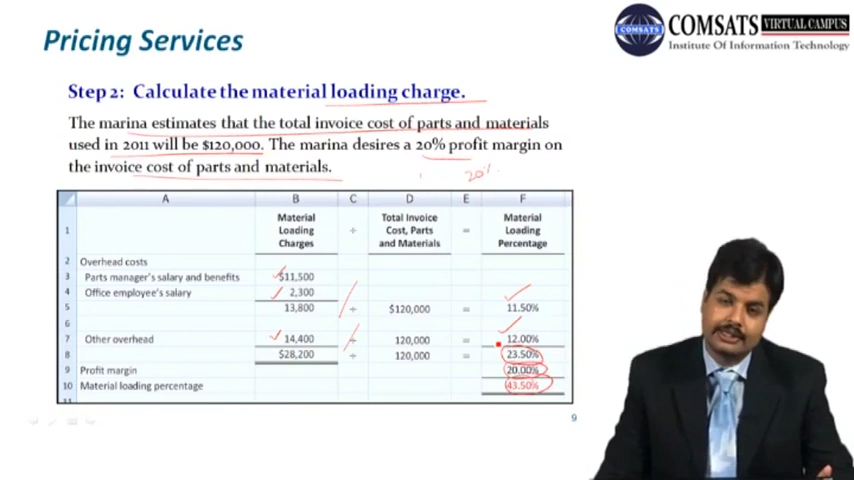 Pricing Services
COMSATS
COMSATS VIRTUAL CAMPUS
Institute Of Information Technology
Step 2: Calculate the material loading charge.
The marina estimates that the total invoice cost of parts and materials
used in 2011 will be $120,000. The marina desires a 20% profit margin on
the invoice cost of parts and materials.
20%
A B C D E F
1 Material Loading Charges ÷ Total Invoice Cost, Parts and Materials = Material Loading Percentage
2 Overhead costs
3 Parts manager's salary and benefits $11,500
4 Office employee's salary 2,300
5 13,800 ÷ $120,000 = 11.50%
6
7 Other overhead 14,400 ÷ 120,000 = 12.00%
8 $28,200 ÷ 120,000 = 23.50%
9 Profit margin 20.00%
10 Material loading percentage 43.50%
11
9